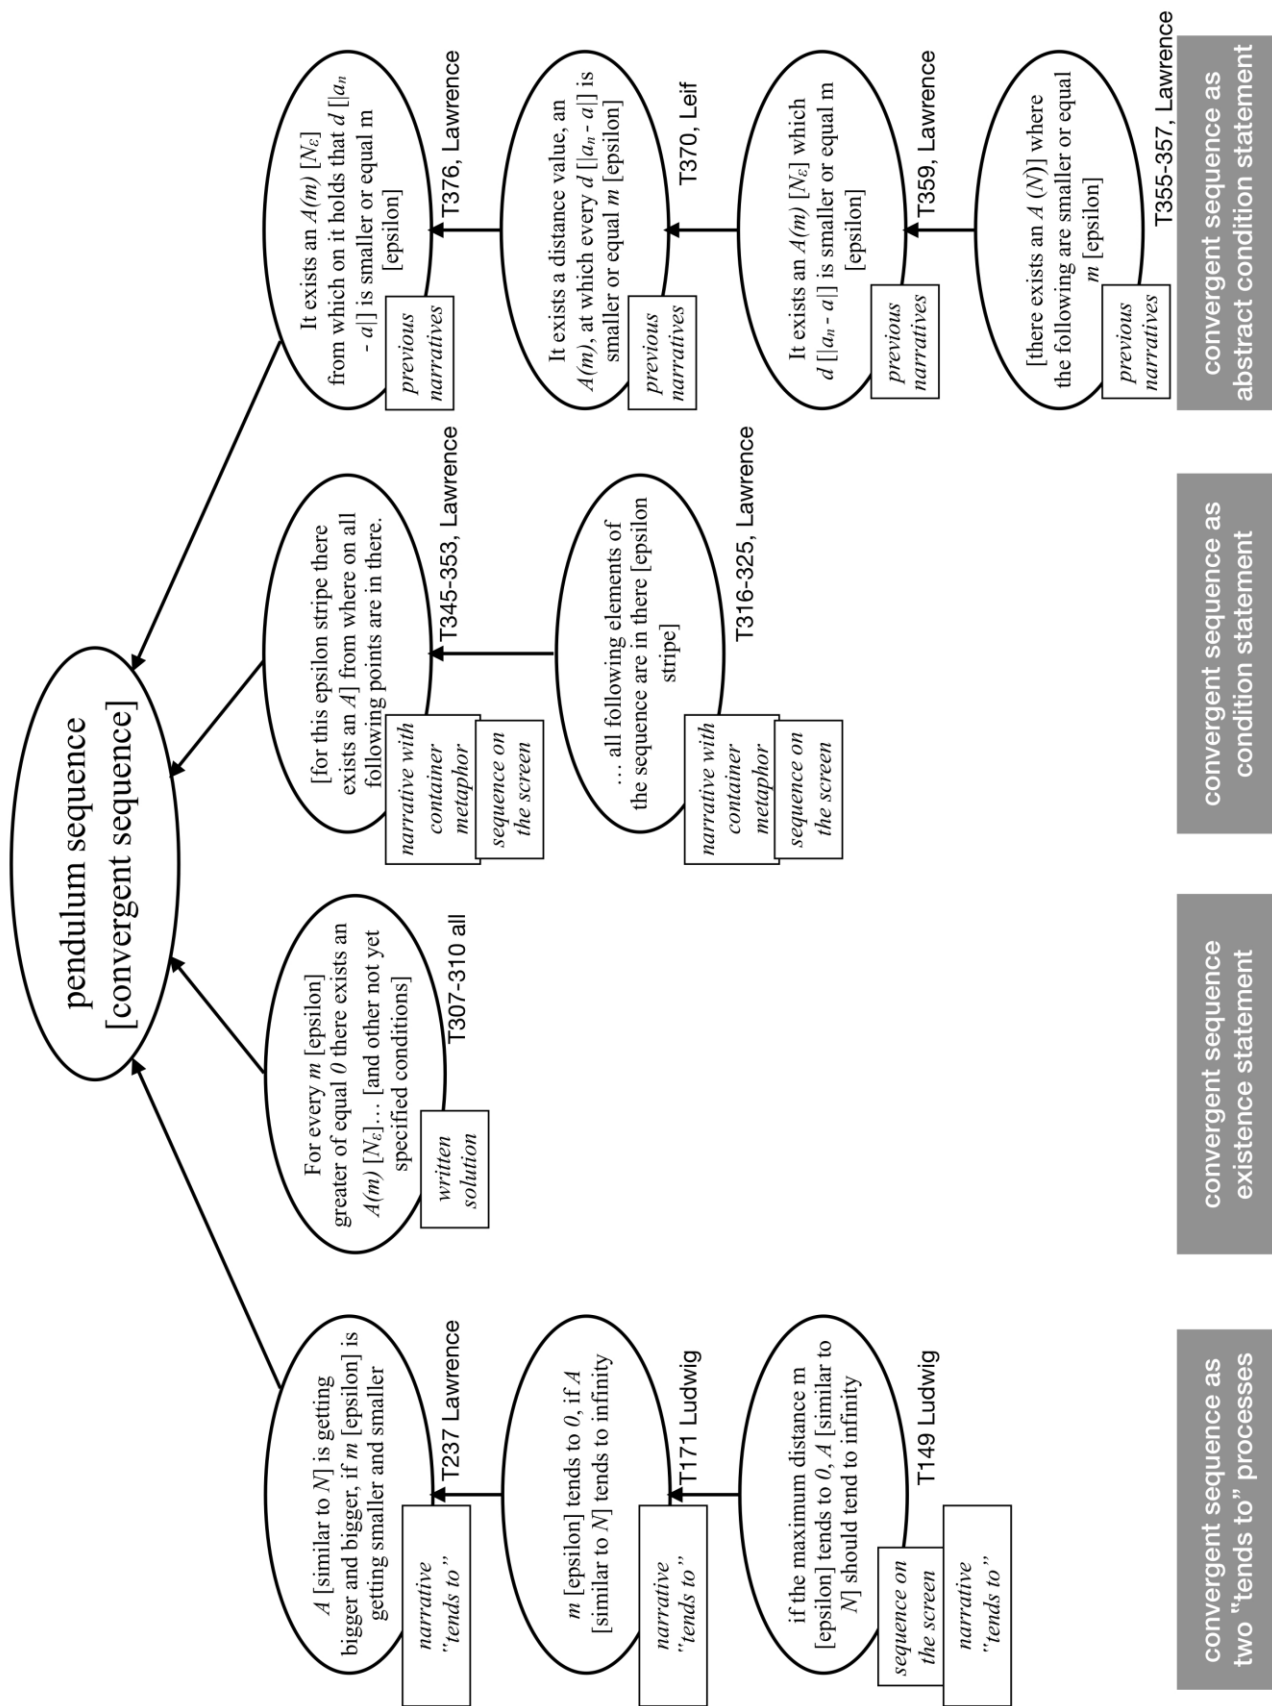 pendulum sequence
[convergent sequence]
A [similar to N] is getting
bigger and bigger, if m [epsilon] is
getting smaller and smaller
narrative
"tends to"
T237 Lawrence
m [epsilon] tends to 0, if A
[similar to N] tends to infinity
narrative
"tends to"
T171 Ludwig
if the maximum distance m
[epsilon] tends to 0, A [similar to
N] should tend to infinity
sequence on
the screen
narrative
"tends to"
T149 Ludwig
convergent sequence as
two "tends to" processes
For every m [epsilon]
greater of equal 0 there exists an
A(m) [Nε]… [and other not yet
specified conditions]
written
solution
T307-310 all
convergent sequence
existence statement
[for this epsilon stripe there
exists an A] from where on all
following points are in there.
narrative with
container
metaphor
sequence on
the screen
T345-353, Lawrence
… all following elements of
the sequence are in there [epsilon
stripe]
narrative with
container
metaphor
sequence on
the screen
T316-325, Lawrence
convergent sequence as
condition statement
It exists an A(m) [Nε]
from which on it holds that d [|an
- a|] is smaller or equal m
[epsilon]
previous
narratives
T376, Lawrence
It exists a distance value, an
A(m), at which every d [|an - a|] is
smaller or equal m [epsilon]
previous
narratives
T370, Leif
It exists an A(m) [Nε] which
d [|an - a|] is smaller or equal m
[epsilon]
previous
narratives
T359, Lawrence
[there exists an A (N)] where
the following are smaller or equal
m [epsilon]
previous
narratives
T355-357, Lawrence
convergent sequence as
abstract condition statement